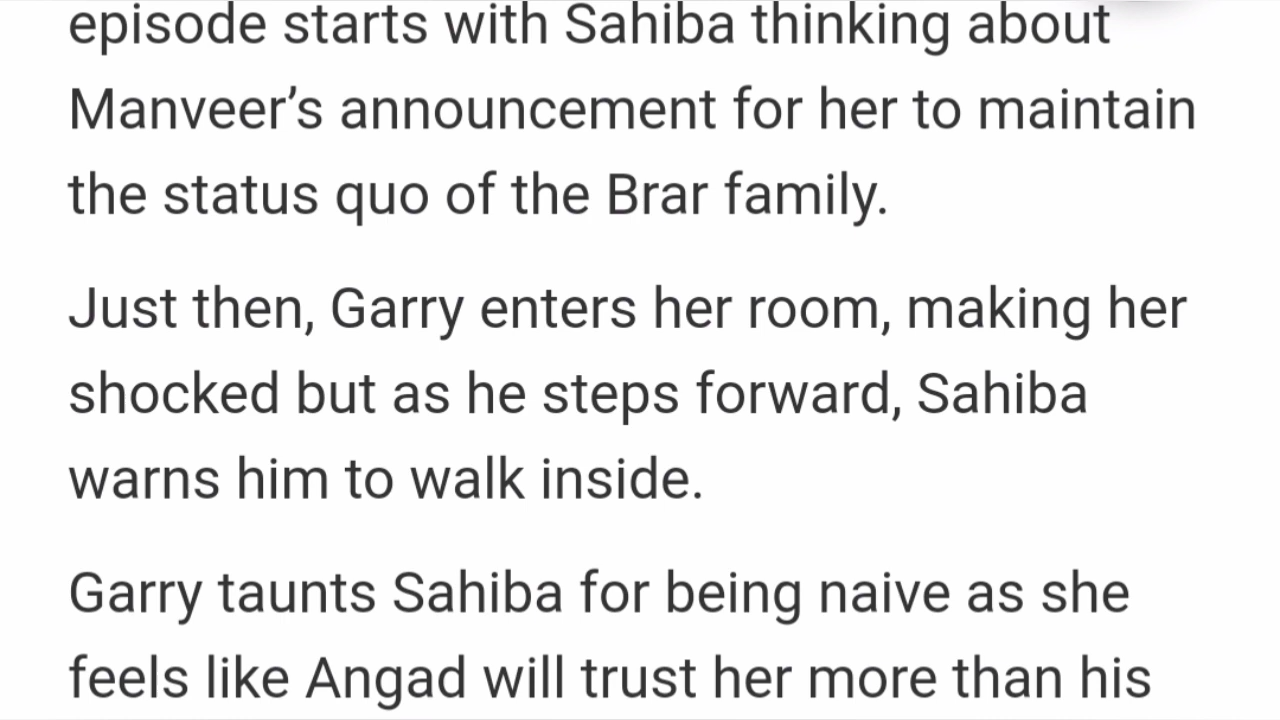 episode starts with Sahiba thinking about
Manveer’s announcement for her to maintain
the status quo of the Brar family.
Just then, Garry enters her room, making her
shocked but as he steps forward, Sahiba
warns him to walk inside.
Garry taunts Sahiba for being naive as she
feels like Angad will trust her more than his